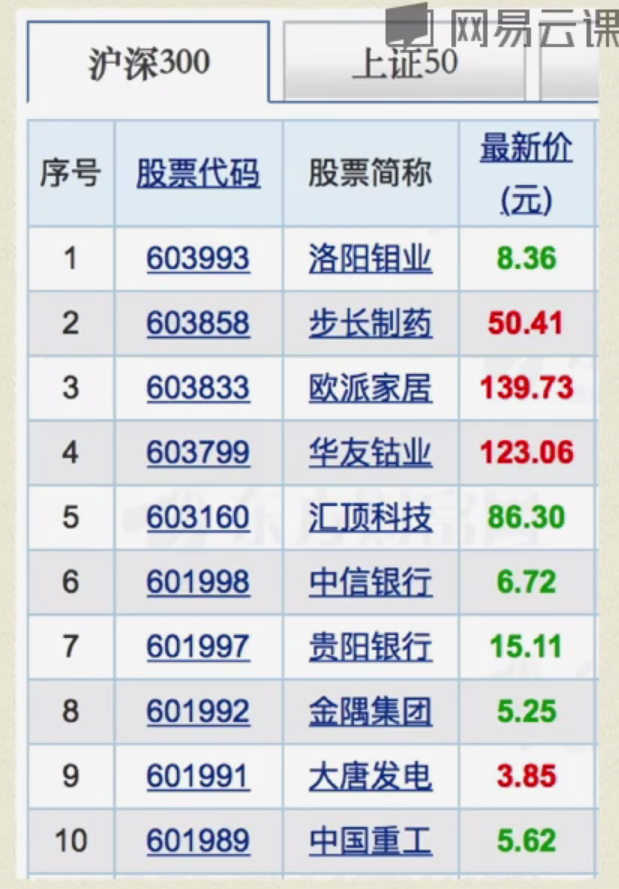 网易云课
沪深300 上证50
序号 股票代码 股票简称 最新价
(元)
1 603993 洛阳钼业 8.36
2 603858 步长制药 50.41
3 603833 欧派家居 139.73
4 603799 华友钴业 123.06
5 603160 汇顶科技 86.30
6 601998 中信银行 6.72
7 601997 贵阳银行 15.11
8 601992 金隅集团 5.25
9 601991 大唐发电 3.85
10 601989 中国重工 5.62
东方财富网